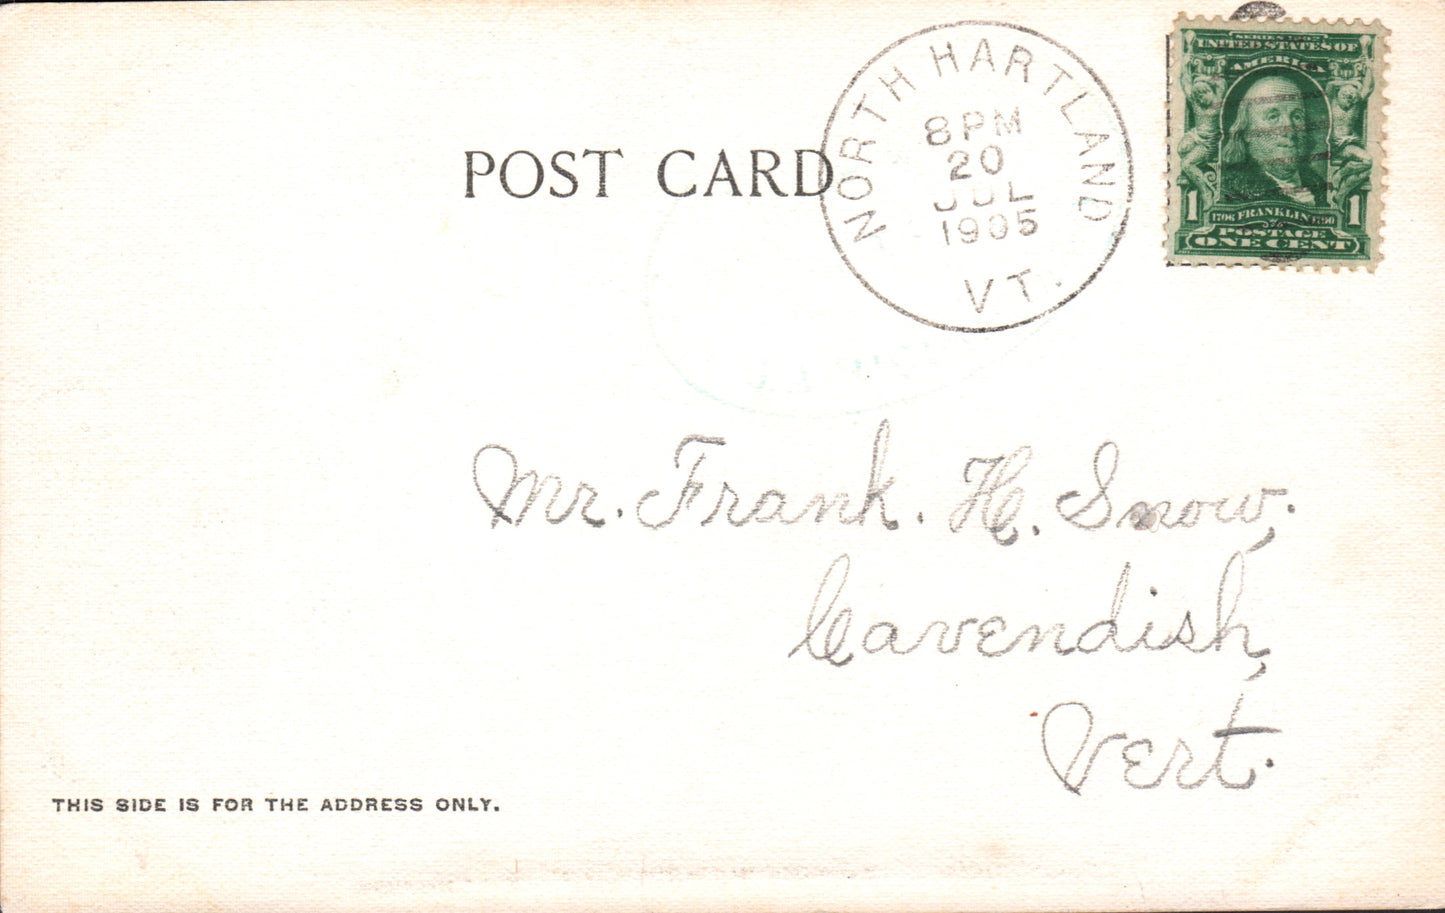 SERIES 1902
UNITED STATES OF
AMERICA
1 1
1706 FRANKLIN 1790
POSTAGE
ONE CENT
NORTH HARTLAND
8 PM
20
JUL
1905
VT.
POST CARD
Mr. Frank. H. Snow,.
Cavendish,
Vert.
THIS SIDE IS FOR THE ADDRESS ONLY.